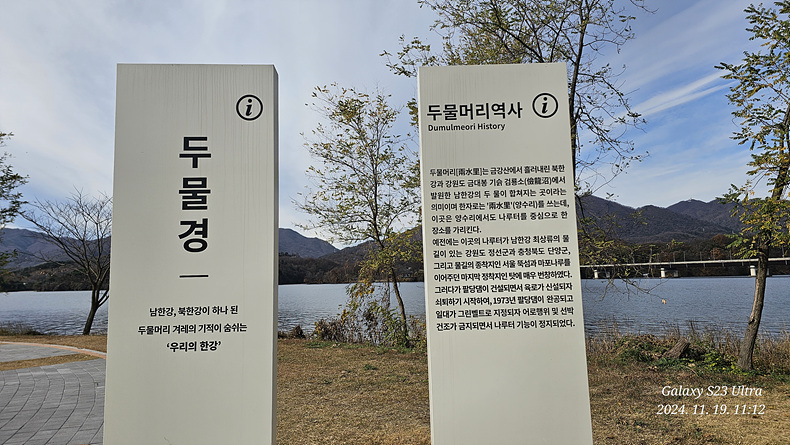 두
물
경
남한강, 북한강이 하나 된
두물머리 겨레의 기적이 숨쉬는
‘우리의 한강’
두물머리역사
Dumulmeori History
두물머리[兩水里]는 금강산에서 흘러내린 북한
강과 강원도 금대봉 기슭 검룡소(儉龍沼)에서
발원한 남한강의 두 물이 합쳐지는 곳이라는
의미이며 한자로는 '兩水里'(양수리)를 쓰는데,
이곳은 양수리에서도 나루터를 중심으로 한
장소를 가리킨다.
예전에는 이곳의 나루터가 남한강 최상류의 물
길이 있는 강원도 정선군과 충청북도 단양군,
그리고 물길의 종착지인 서울 뚝섬과 마포나루를
이어주던 마지막 정착지인 탓에 매우 번창하였다.
그러다가 팔당댐이 건설되면서 육로가 신설되자
쇠퇴하기 시작하여, 1973년 팔당댐이 완공되고
일대가 그린벨트로 지정되자 어로행위 및 선박
건조가 금지되면서 나루터 기능이 정지되었다.
Galaxy S23 Ultra
2024. 11. 19. 11:12